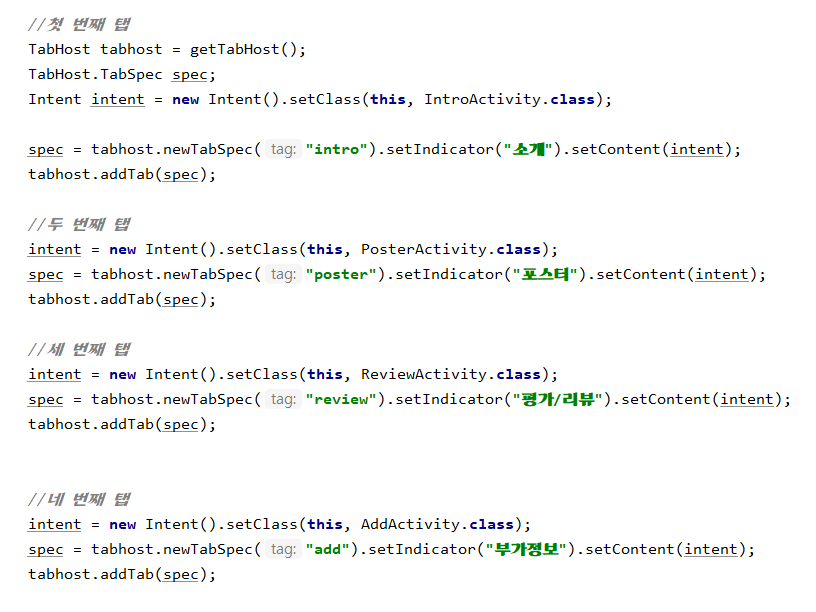 //첫 번째 탭
TabHost tabhost = getTabHost();
TabHost.TabSpec spec;
Intent intent = new Intent().setClass(this, IntroActivity.class);
spec = tabhost.newTabSpec( tag: "intro").setIndicator("소개").setContent(intent);
tabhost.addTab(spec);
//두 번째 탭
intent = new Intent().setClass(this, PosterActivity.class);
spec = tabhost.newTabSpec( tag: "poster").setIndicator("포스터").setContent(intent);
tabhost.addTab(spec);
//세 번째 탭
intent = new Intent().setClass(this, ReviewActivity.class);
spec = tabhost.newTabSpec( tag: "review").setIndicator("평가/리뷰").setContent(intent);
tabhost.addTab(spec);
//네 번째 탭
intent = new Intent().setClass(this, AddActivity.class);
spec = tabhost.newTabSpec( tag: "add").setIndicator("부가정보").setContent(intent);
tabhost.addTab(spec);